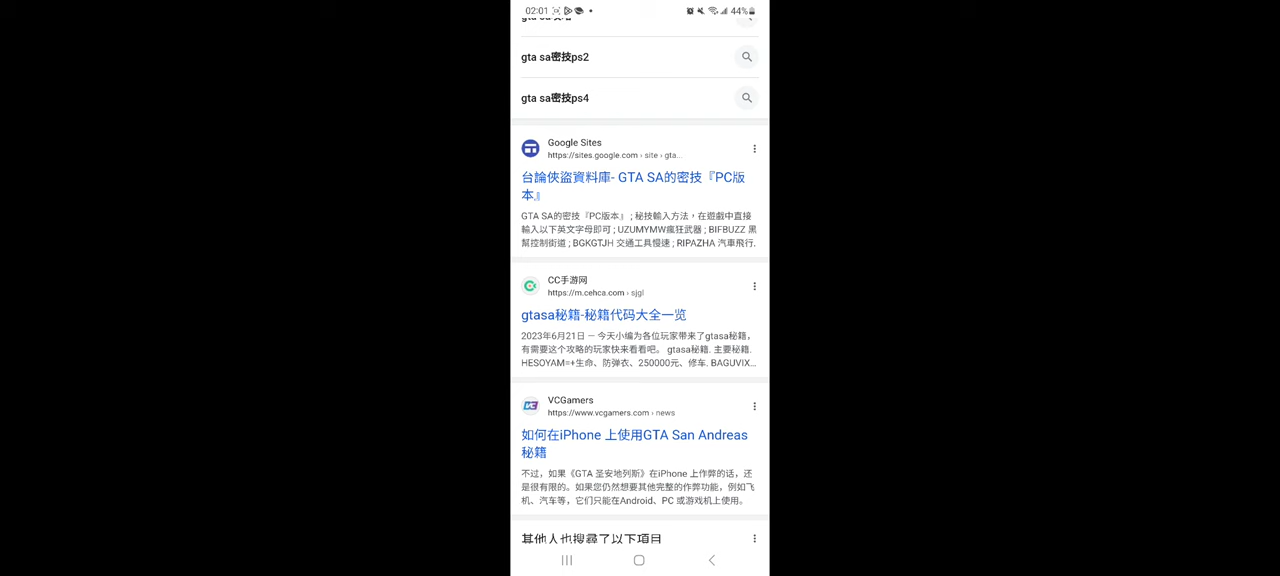 02:01
44%
gta sa密技ps2
gta sa密技ps4
Google Sites
https://sites.google.com › site › gta...
台論俠盜資料庫- GTA SA的密技『PC版
本』
GTA SA的密技『PC版本』 ; 秘技輸入方法，在遊戲中直接
輸入以下英文字母即可 ; UZUMYMW瘋狂武器 ; BIFBUZZ 黑
幫控制街道 ; BGKGTJH 交通工具慢速 ; RIPAZHA 汽車飛行.
CC手游网
https://m.cehca.com › sjgl
gtasa秘籍-秘籍代码大全一览
2023年6月21日 — 今天小编为各位玩家带来了gtasa秘籍，
有需要这个攻略的玩家快来看看吧。 gtasa秘籍. 主要秘籍.
HESOYAM=+生命、防弹衣、250000元、修车. BAGUVIX...
VCGamers
https://www.vcgamers.com › news
如何在iPhone 上使用GTA San Andreas
秘籍
不过，如果《GTA 圣安地列斯》在iPhone 上作弊的话，还
是很有限的。如果您仍然想要其他完整的作弊功能，例如飞
机、汽车等，它们只能在Android、PC 或游戏机上使用。
其他人也搜尋了以下項目